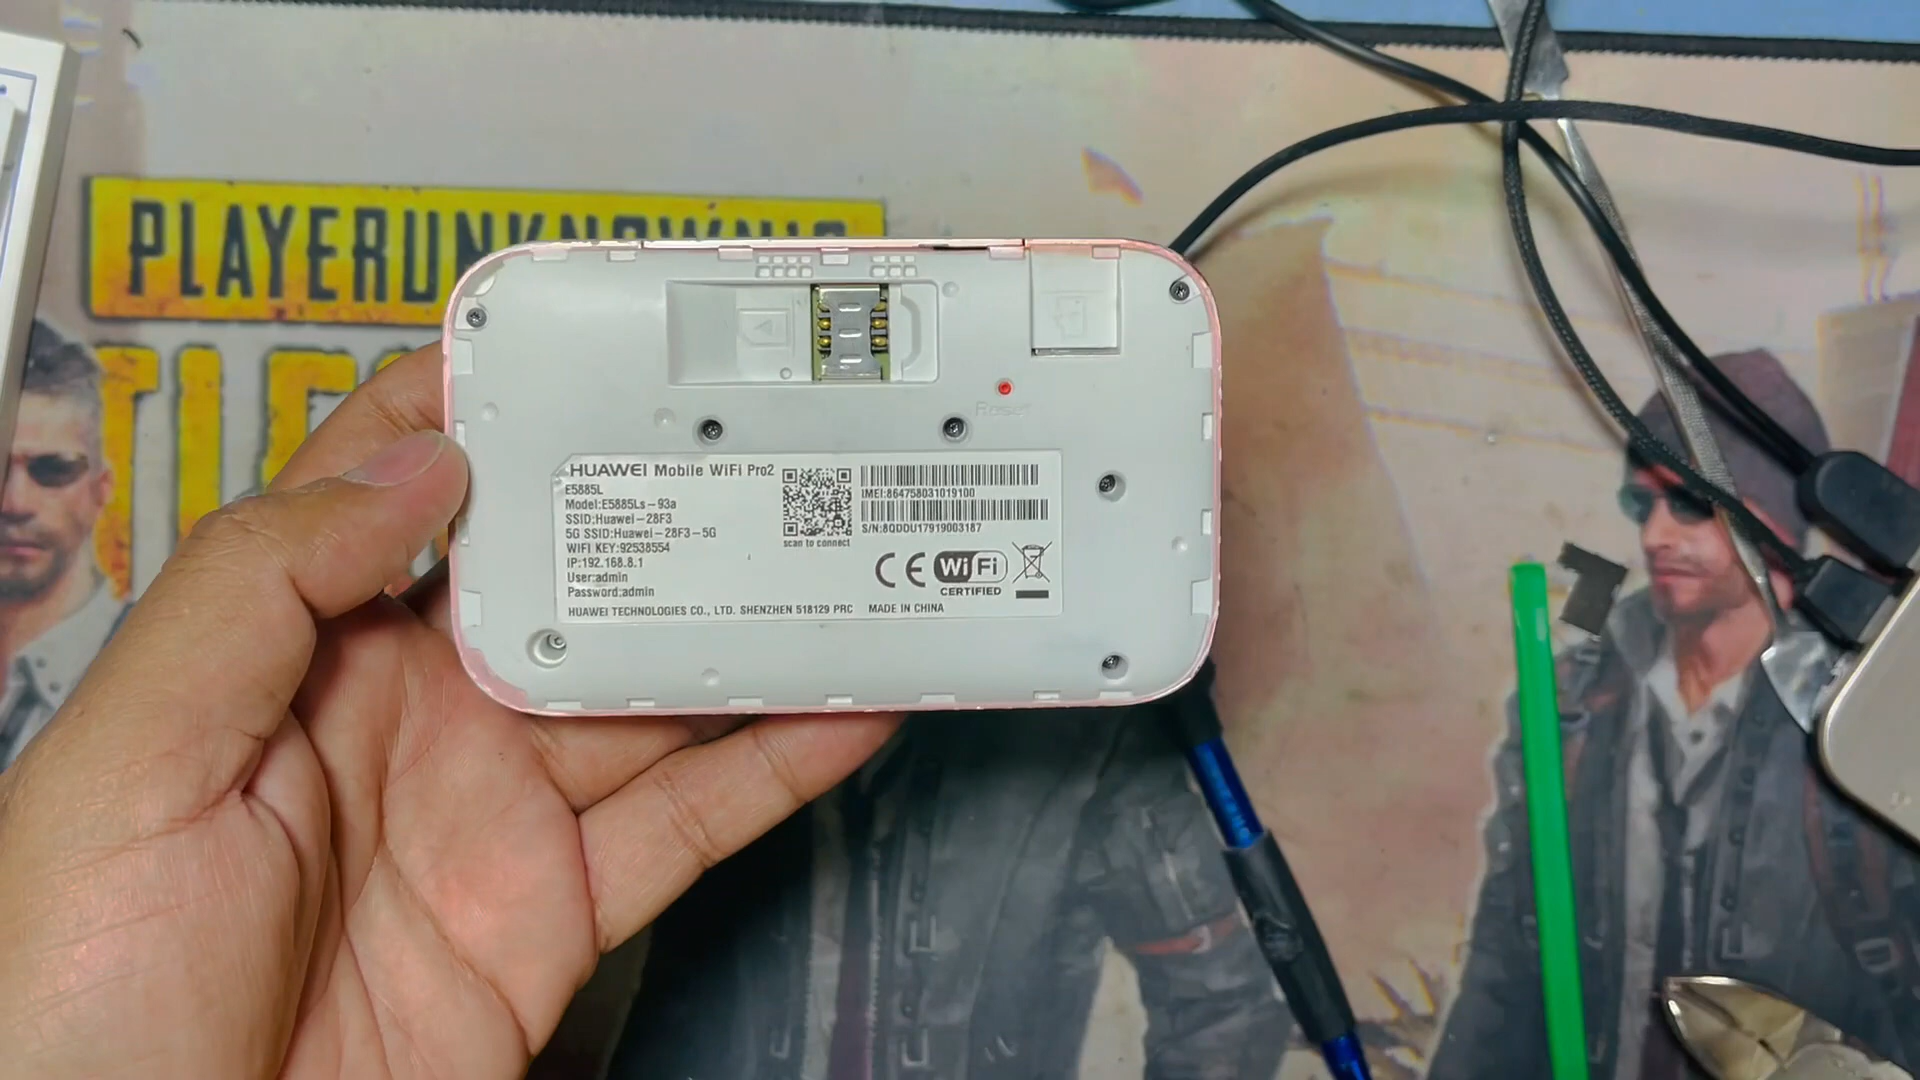 PLAYERUNKNOWN'S
Reset
HUAWEI Mobile WiFi Pro2
E5885L
Model:E5885Ls-93a
SSID:Huawei-28F3
5G SSID:Huawei-28F3-5G
WIFI KEY:92538554
IP:192.168.8.1
User:admin
Password:admin
HUAWEI TECHNOLOGIES CO., LTD. SHENZHEN 518129 PRC MADE IN CHINA
scan to connect
IMEI:864758031019100
S/N:8QDDU17919003187
CE
WiFi
CERTIFIED